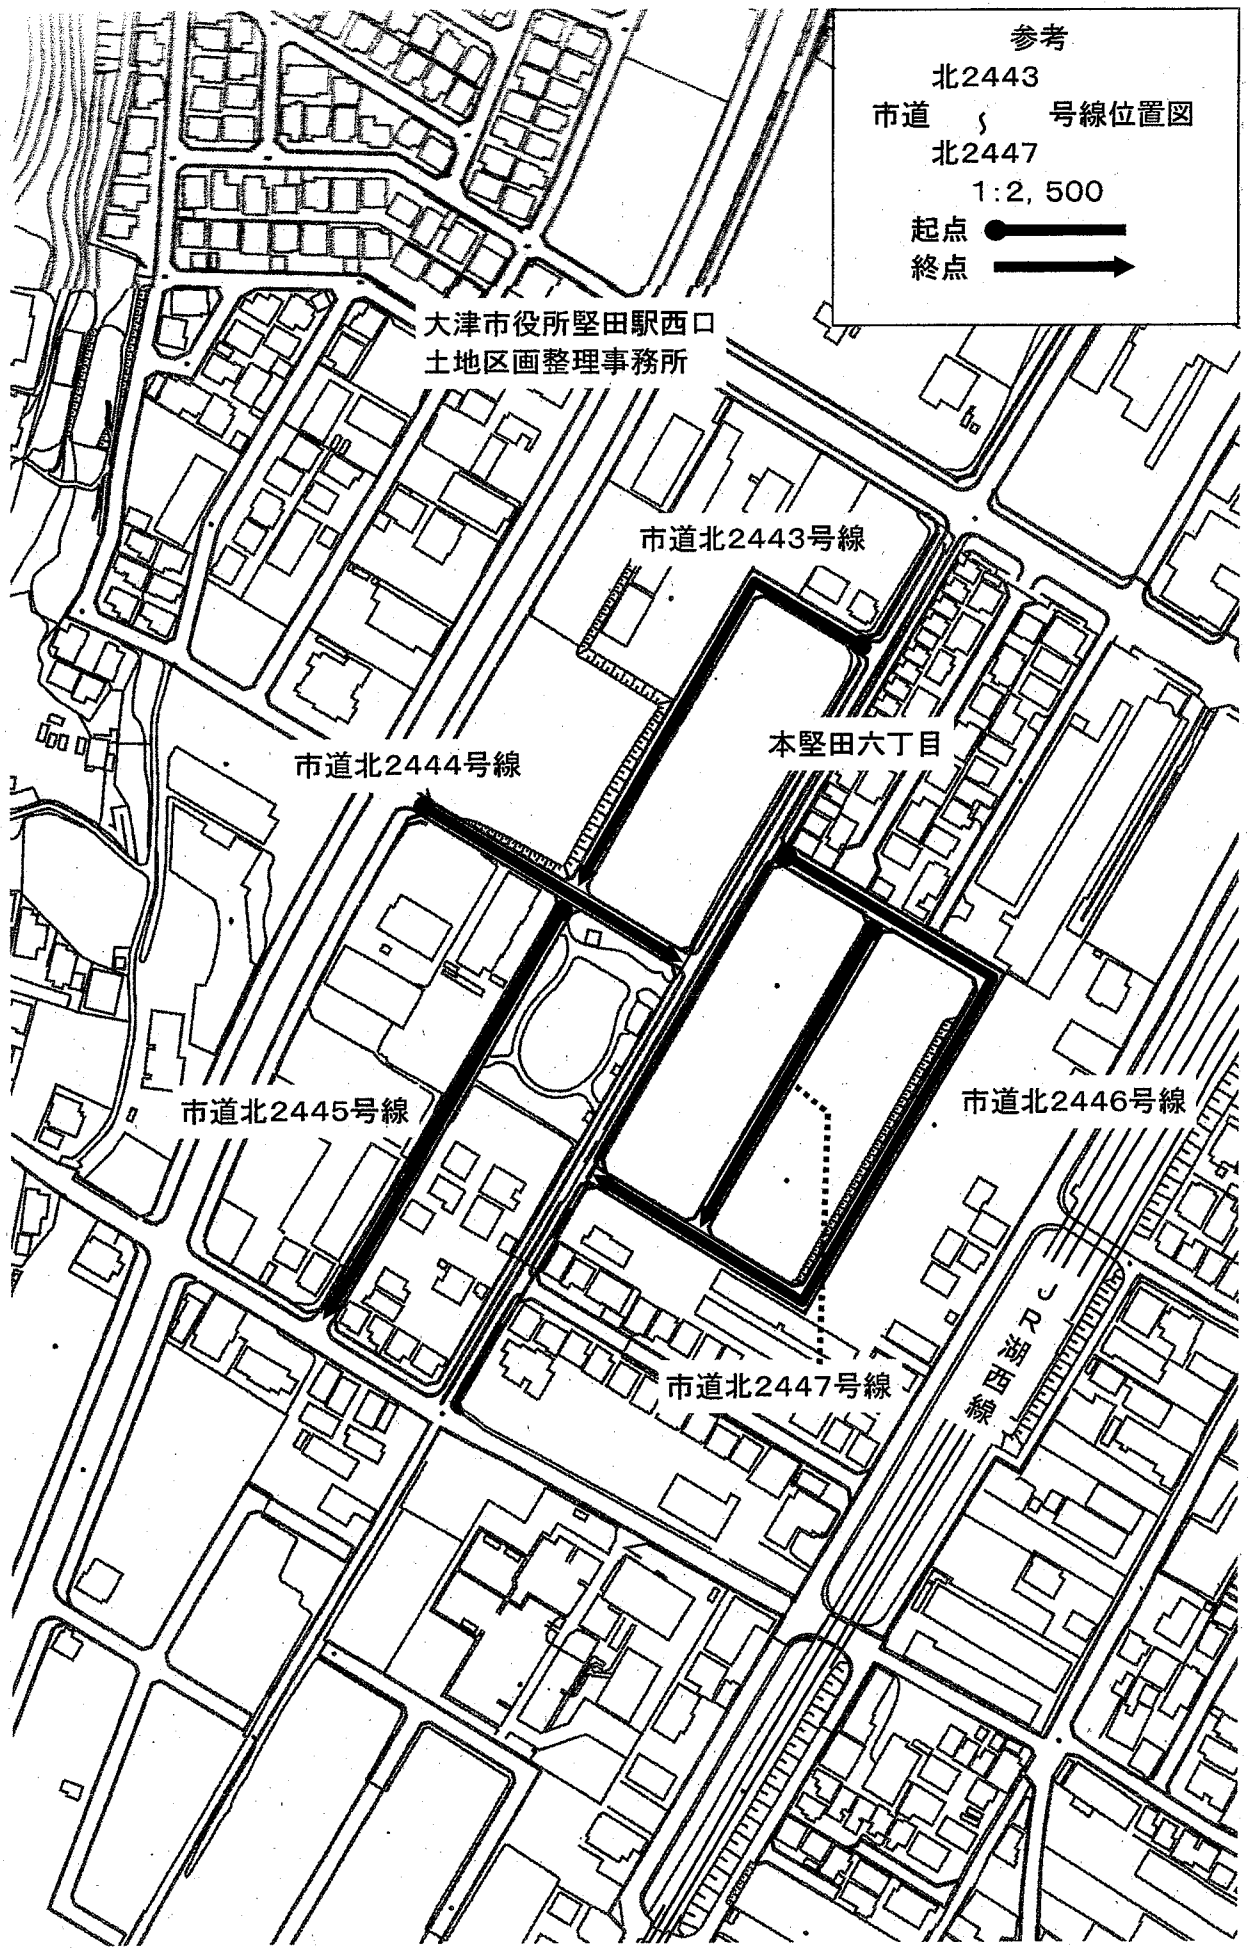 参考
北2443
市道 〜 号線位置図
北2447
1:2,500
起点
終点
大津市役所堅田駅西口
土地区画整理事務所
市道北2443号線
本堅田六丁目
市道北2444号線
市道北2445号線
市道北2446号線
市道北2447号線
JR湖西線